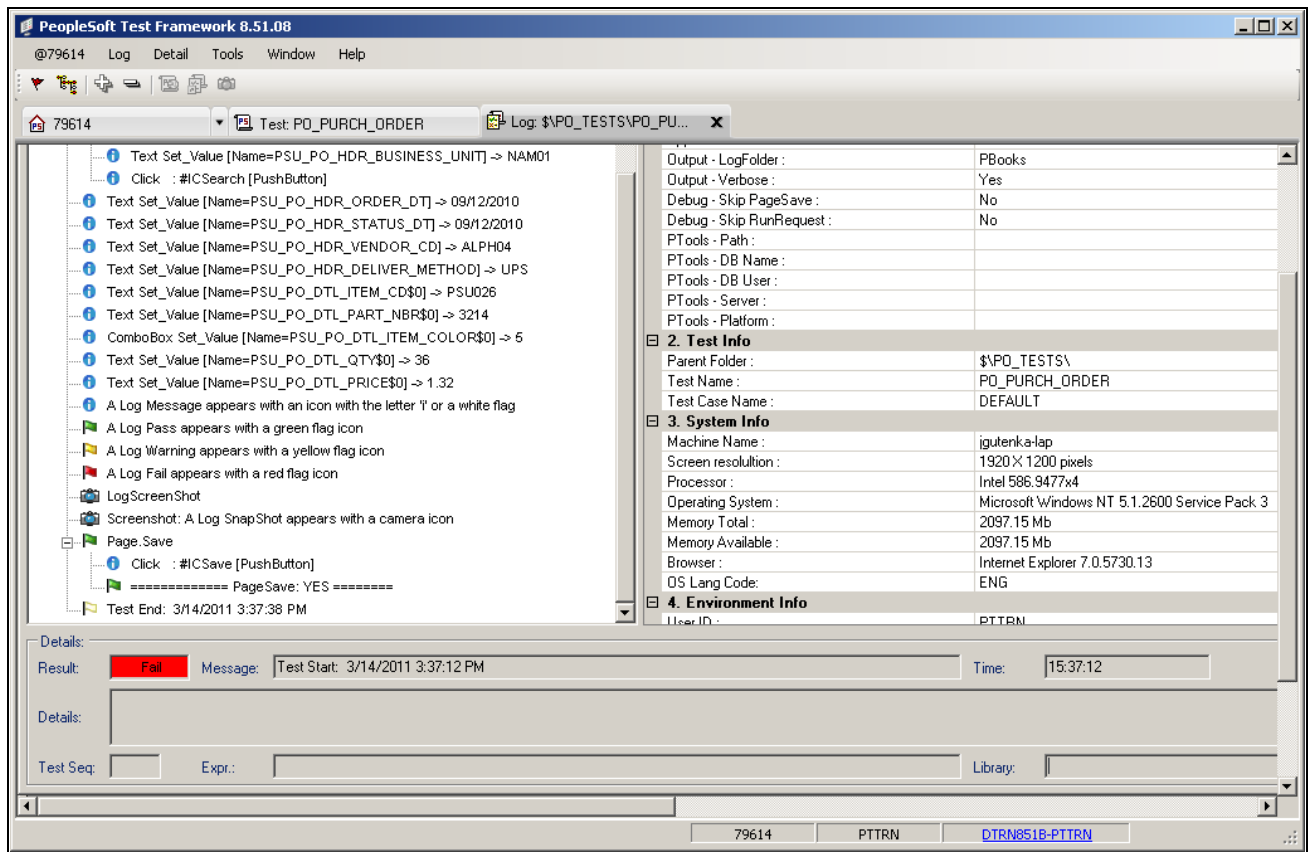 PeopleSoft Test Framework 8.51.08
@79614 Log Detail Tools Window Help
79614 Test: PO_PURCH_ORDER Log: $\PO_TESTS\PO_PU... X
Text Set_Value [Name=PSU_PO_HDR_BUSINESS_UNIT] -> NAM01
Click : #ICSearch [PushButton]
Text Set_Value [Name=PSU_PO_HDR_ORDER_DT] -> 09/12/2010
Text Set_Value [Name=PSU_PO_HDR_STATUS_DT] -> 09/12/2010
Text Set_Value [Name=PSU_PO_HDR_VENDOR_CD] -> ALPH04
Text Set_Value [Name=PSU_PO_HDR_DELIVER_METHOD] -> UPS
Text Set_Value [Name=PSU_PO_DTL_ITEM_CD$0] -> PSU026
Text Set_Value [Name=PSU_PO_DTL_PART_NBR$0] -> 3214
ComboBox Set_Value [Name=PSU_PO_DTL_ITEM_COLOR$0] -> 5
Text Set_Value [Name=PSU_PO_DTL_QTY$0] -> 36
Text Set_Value [Name=PSU_PO_DTL_PRICE$0] -> 1.32
A Log Message appears with an icon with the letter 'i' or a white flag
A Log Pass appears with a green flag icon
A Log Warning appears with a yellow flag icon
A Log Fail appears with a red flag icon
LogScreenShot
Screenshot: A Log SnapShot appears with a camera icon
Page.Save
Click : #ICSave [PushButton]
============= PageSave: YES ========
Test End: 3/14/2011 3:37:38 PM
Output - LogFolder : PBooks
Output - Verbose : Yes
Debug - Skip PageSave : No
Debug - Skip RunRequest : No
PTools - Path :
PTools - DB Name :
PTools - DB User :
PTools - Server :
PTools - Platform :
2. Test Info
Parent Folder : $\PO_TESTS\
Test Name : PO_PURCH_ORDER
Test Case Name : DEFAULT
3. System Info
Machine Name : jgutenka-lap
Screen resolultion : 1920 X 1200 pixels
Processor : Intel 586.9477x4
Operating System : Microsoft Windows NT 5.1.2600 Service Pack 3
Memory Total : 2097.15 Mb
Memory Available : 2097.15 Mb
Browser : Internet Explorer 7.0.5730.13
OS Lang Code: ENG
4. Environment Info
User ID : PTTRN
Details:
Result: Fail Message: Test Start: 3/14/2011 3:37:12 PM Time: 15:37:12
Details:
Test Seq: Expr.: Library:
79614 PTTRN DTRN851B-PTTRN